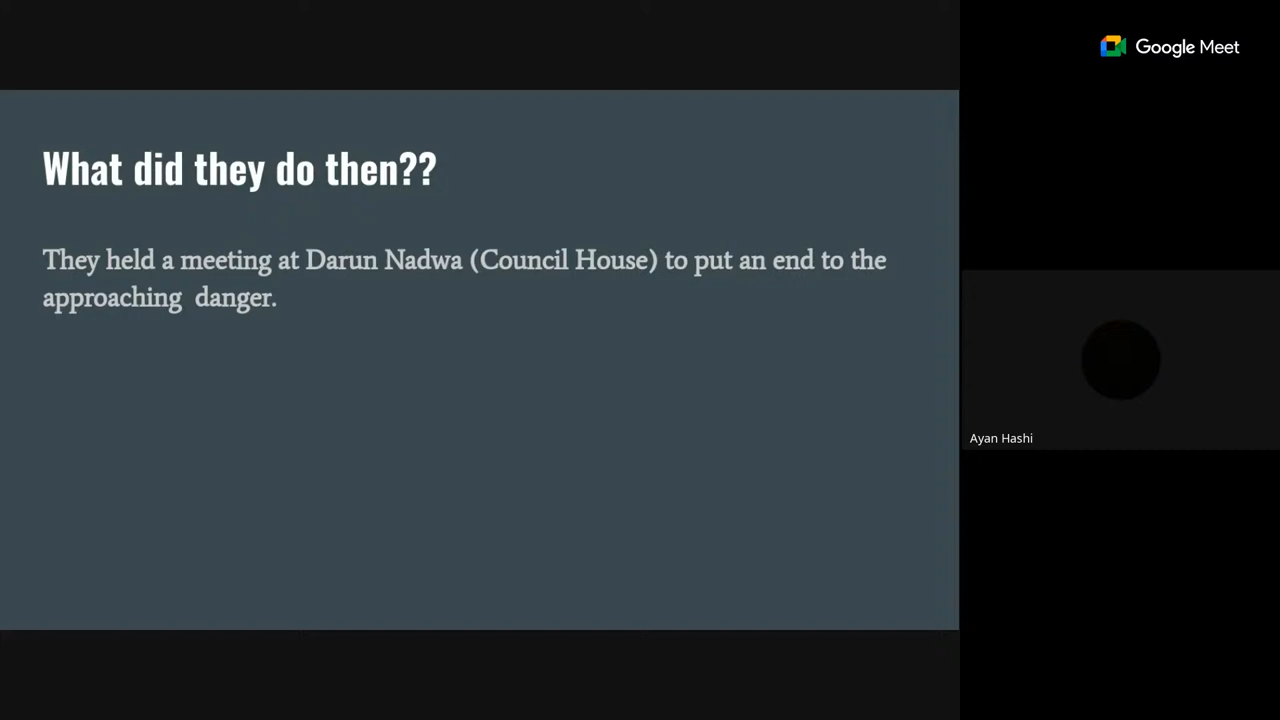 Google Meet
What did they do then??
They held a meeting at Darun Nadwa (Council House) to put an end to the
approaching danger.
Ayan Hashi